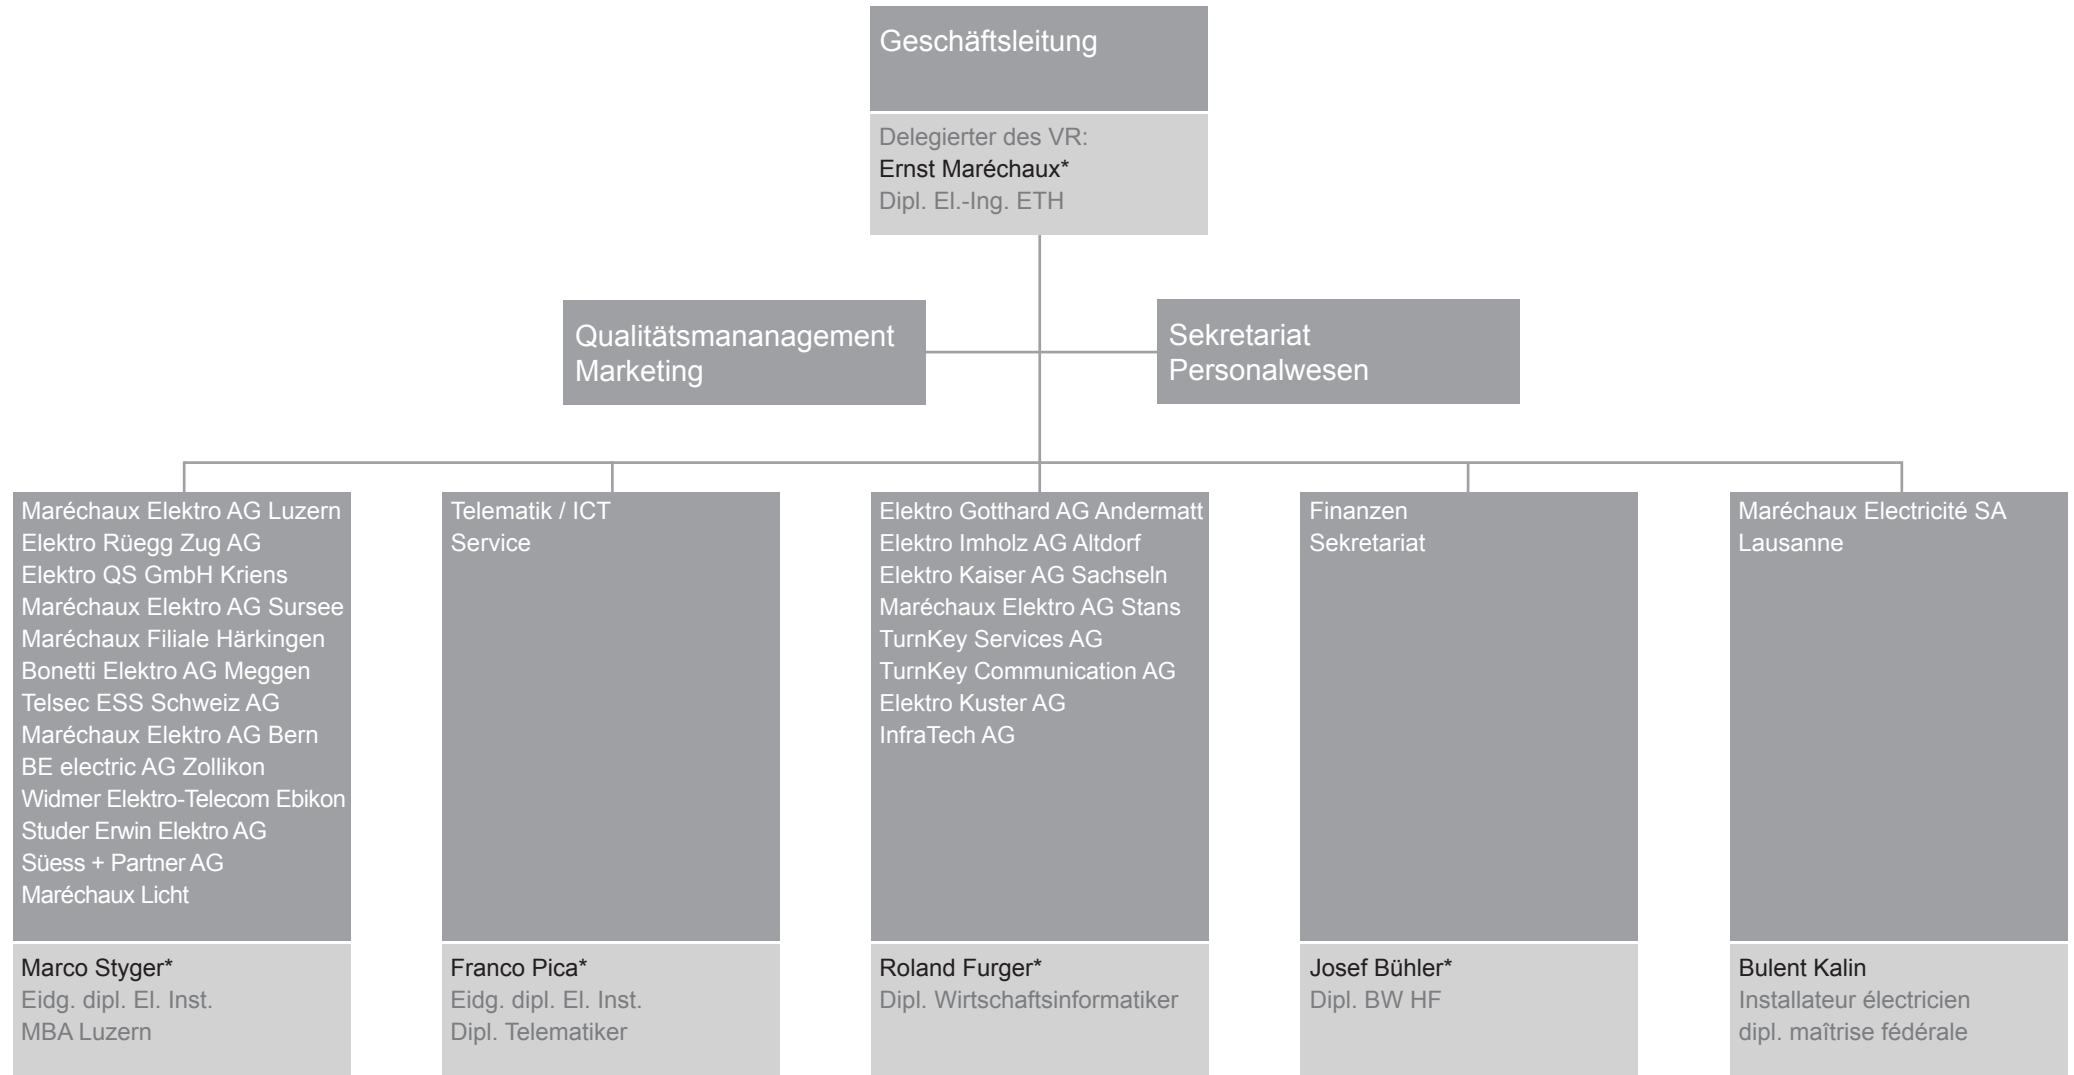 Geschäftsleitung
Delegierter des VR:
Ernst Maréchaux*
Dipl. El.-Ing. ETH
Qualitätsmananagement
Marketing
Sekretariat
Personalwesen
Maréchaux Elektro AG Luzern
Elektro Rüegg Zug AG
Elektro QS GmbH Kriens
Maréchaux Elektro AG Sursee
Maréchaux Filiale Härkingen
Bonetti Elektro AG Meggen
Telsec ESS Schweiz AG
Maréchaux Elektro AG Bern
BE electric AG Zollikon
Widmer Elektro-Telecom Ebikon
Studer Erwin Elektro AG
Süess + Partner AG
Maréchaux Licht
Marco Styger*
Eidg. dipl. El. Inst.
MBA Luzern
Telematik / ICT
Service
Franco Pica*
Eidg. dipl. El. Inst.
Dipl. Telematiker
Elektro Gotthard AG Andermatt
Elektro Imholz AG Altdorf
Elektro Kaiser AG Sachseln
Maréchaux Elektro AG Stans
TurnKey Services AG
TurnKey Communication AG
Elektro Kuster AG
InfraTech AG
Roland Furger*
Dipl. Wirtschaftsinformatiker
Finanzen
Sekretariat
Josef Bühler*
Dipl. BW HF
Maréchaux Electricité SA
Lausanne
Bulent Kalin
Installateur électricien
dipl. maîtrise fédérale